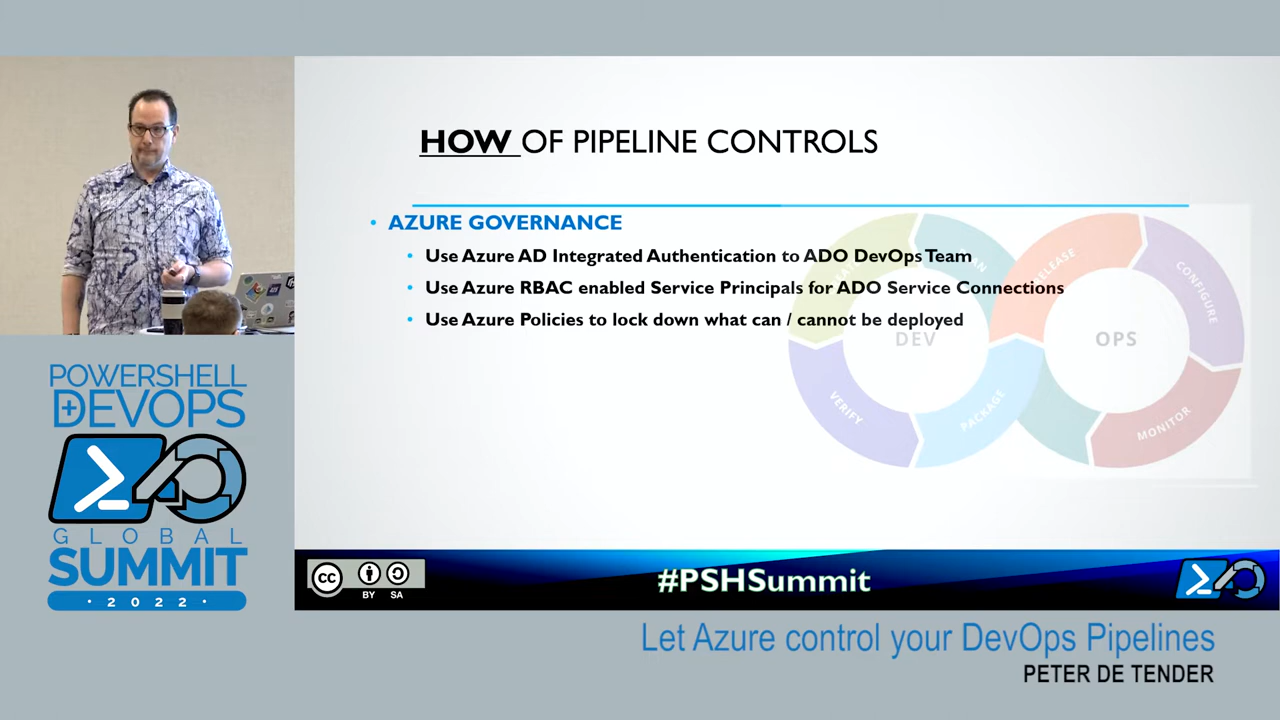 HOW OF PIPELINE CONTROLS
• AZURE GOVERNANCE
• Use Azure AD Integrated Authentication to ADO DevOps Team
• Use Azure RBAC enabled Service Principals for ADO Service Connections
• Use Azure Policies to lock down what can / cannot be deployed
DEV
OPS
RELEASE
CONFIGURE
VERIFY
PACKAGE
MONITOR
POWERSHELL
+DEVOPS
GLOBAL
SUMMIT
· 2022 ·
CC
BY SA
#PSHSummit
Let Azure control your DevOps Pipelines
PETER DE TENDER